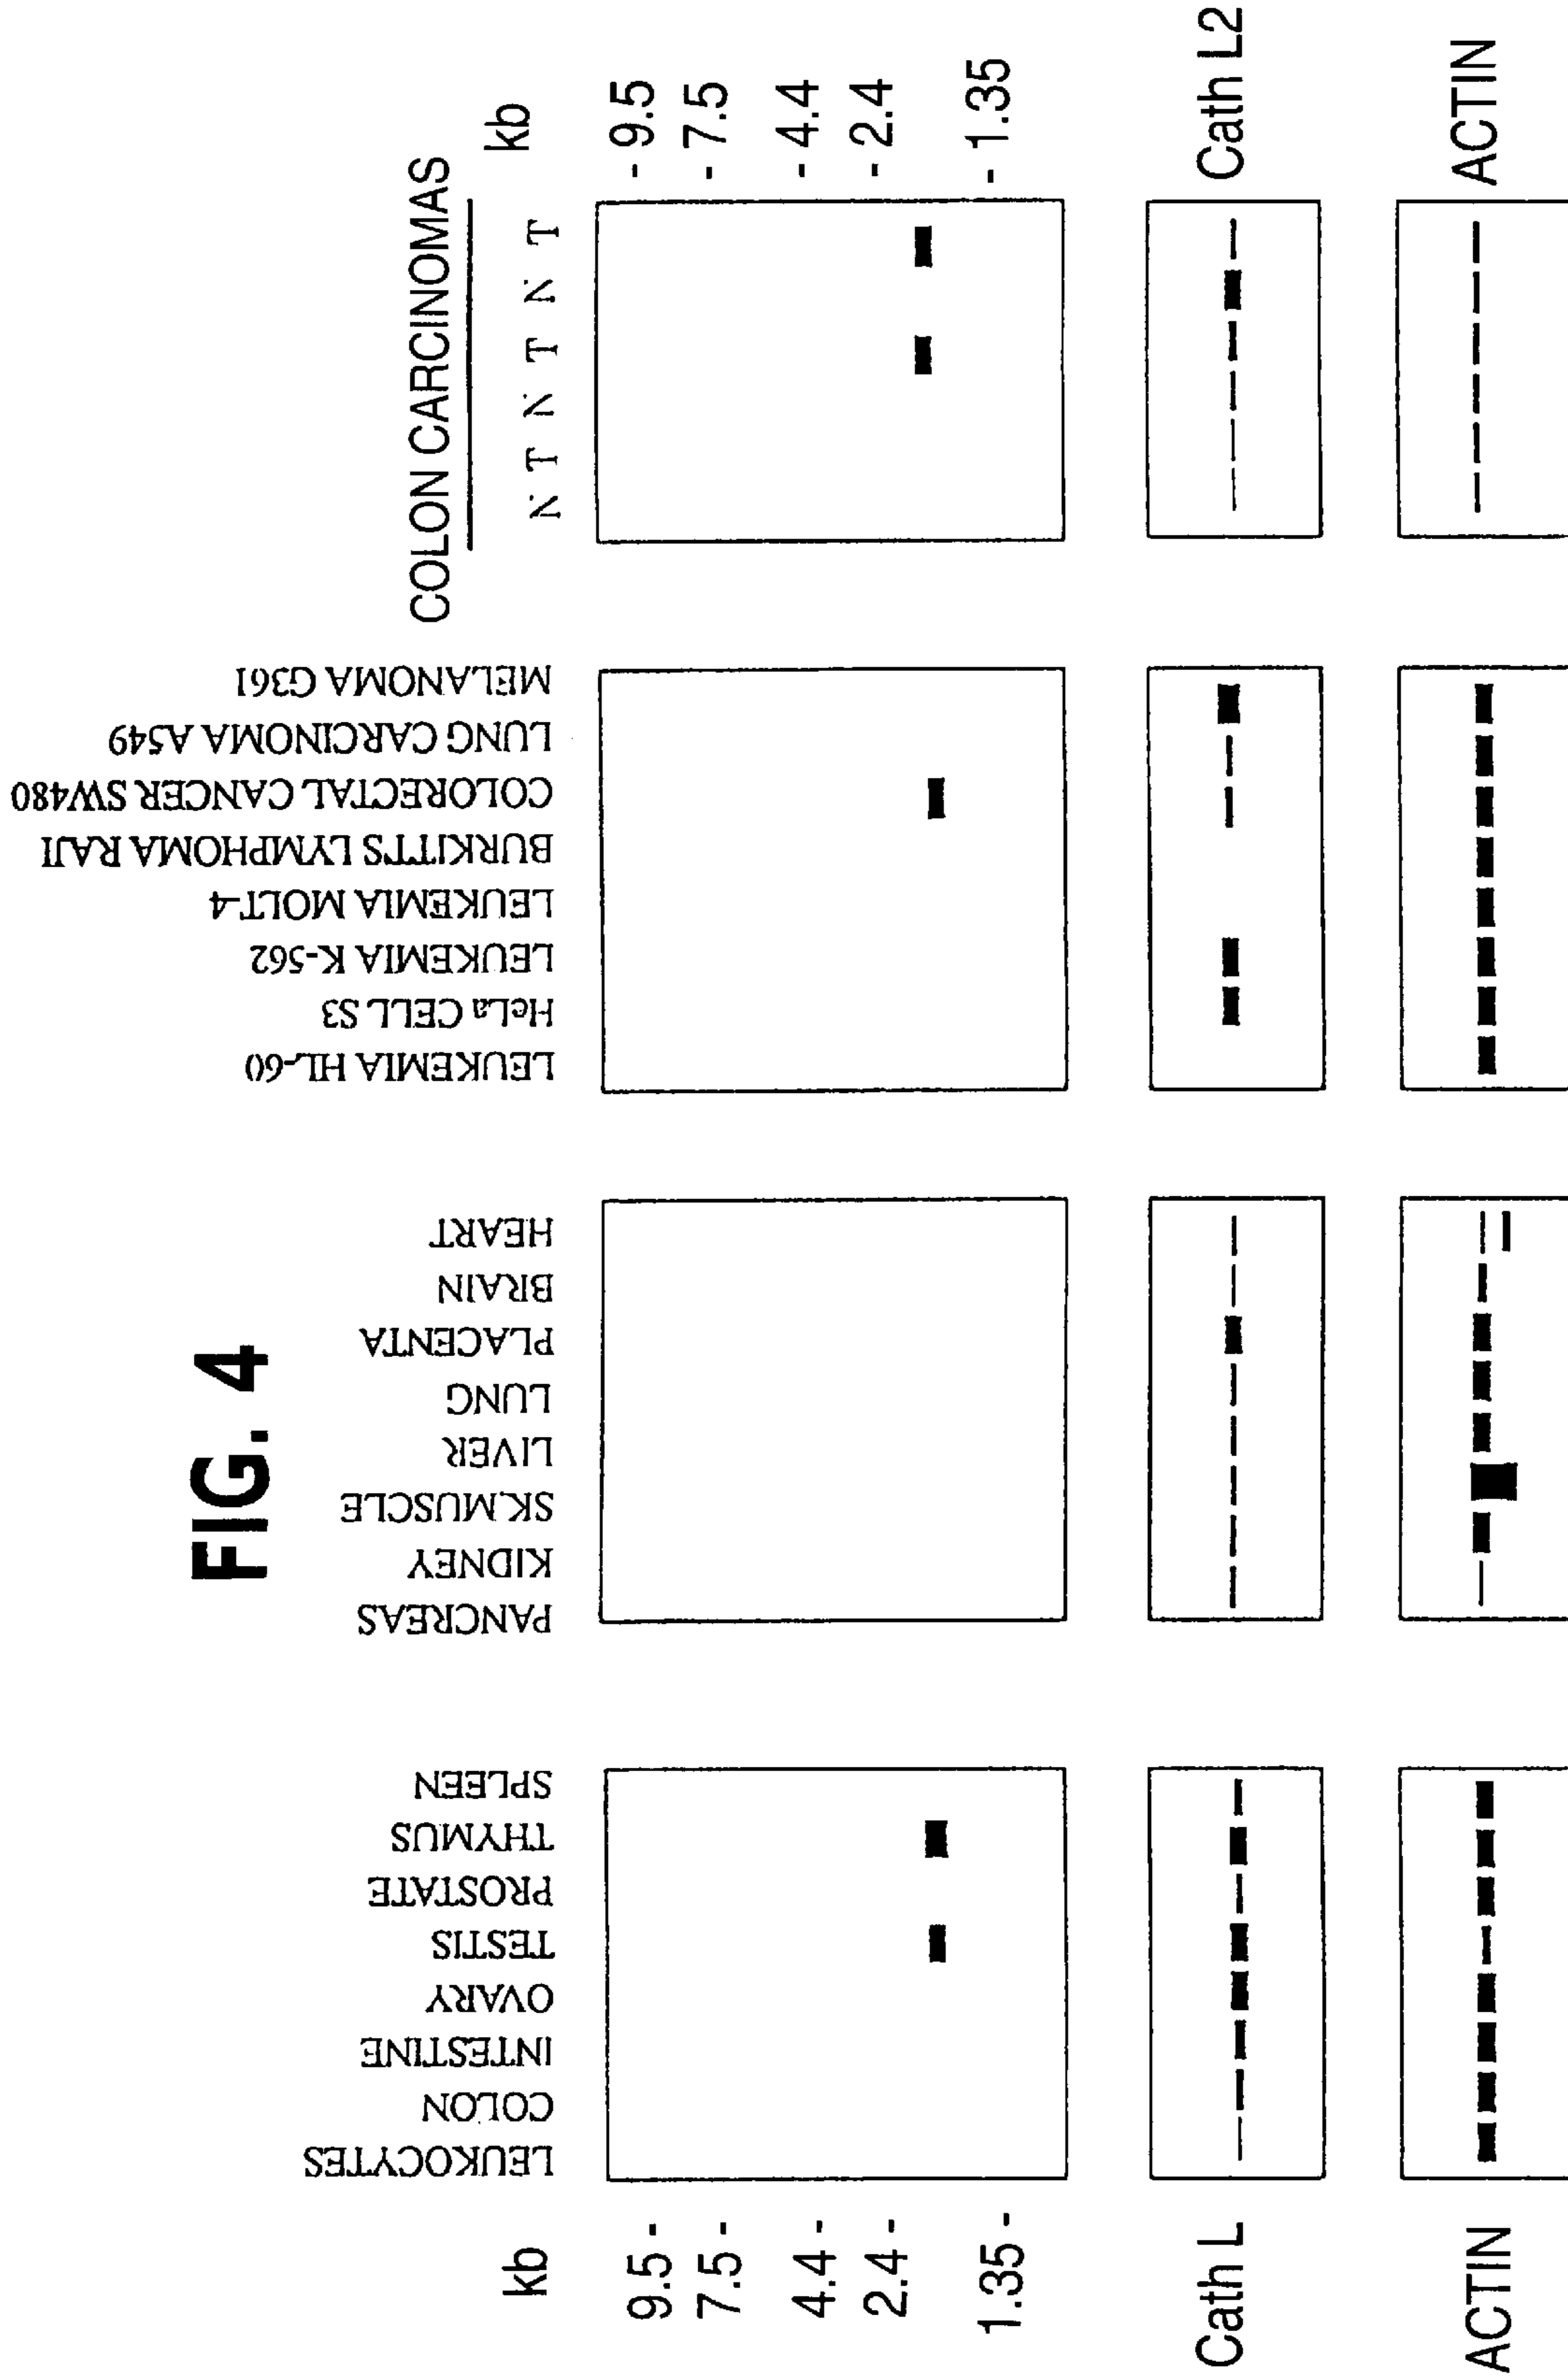 FIG. 4
kb
9.5 -
7.5 -
4.4 -
2.4 -
1.35 -
Cath L
ACTIN
LEUKOCYTES
COLON
INTESTINE
OVARY
TESTIS
PROSTATE
THYMUS
SPLEEN
PANCREAS
KIDNEY
SK.MUSCLE
LIVER
LUNG
PLACENTA
BRAIN
HEART
LEUKEMIA HL-60
HeLa CELL S3
LEUKEMIA K-562
LEUKEMIA MOLT-4
BURKITT'S LYMPHOMA RAJI
COLORECTAL CANCER SW480
LUNG CARCINOMA A549
MELANOMA G361
COLON CARCINOMAS
N T N T N T
kb
- 9.5
- 7.5
- 4.4
- 2.4
- 1.35
Cath L2
ACTIN